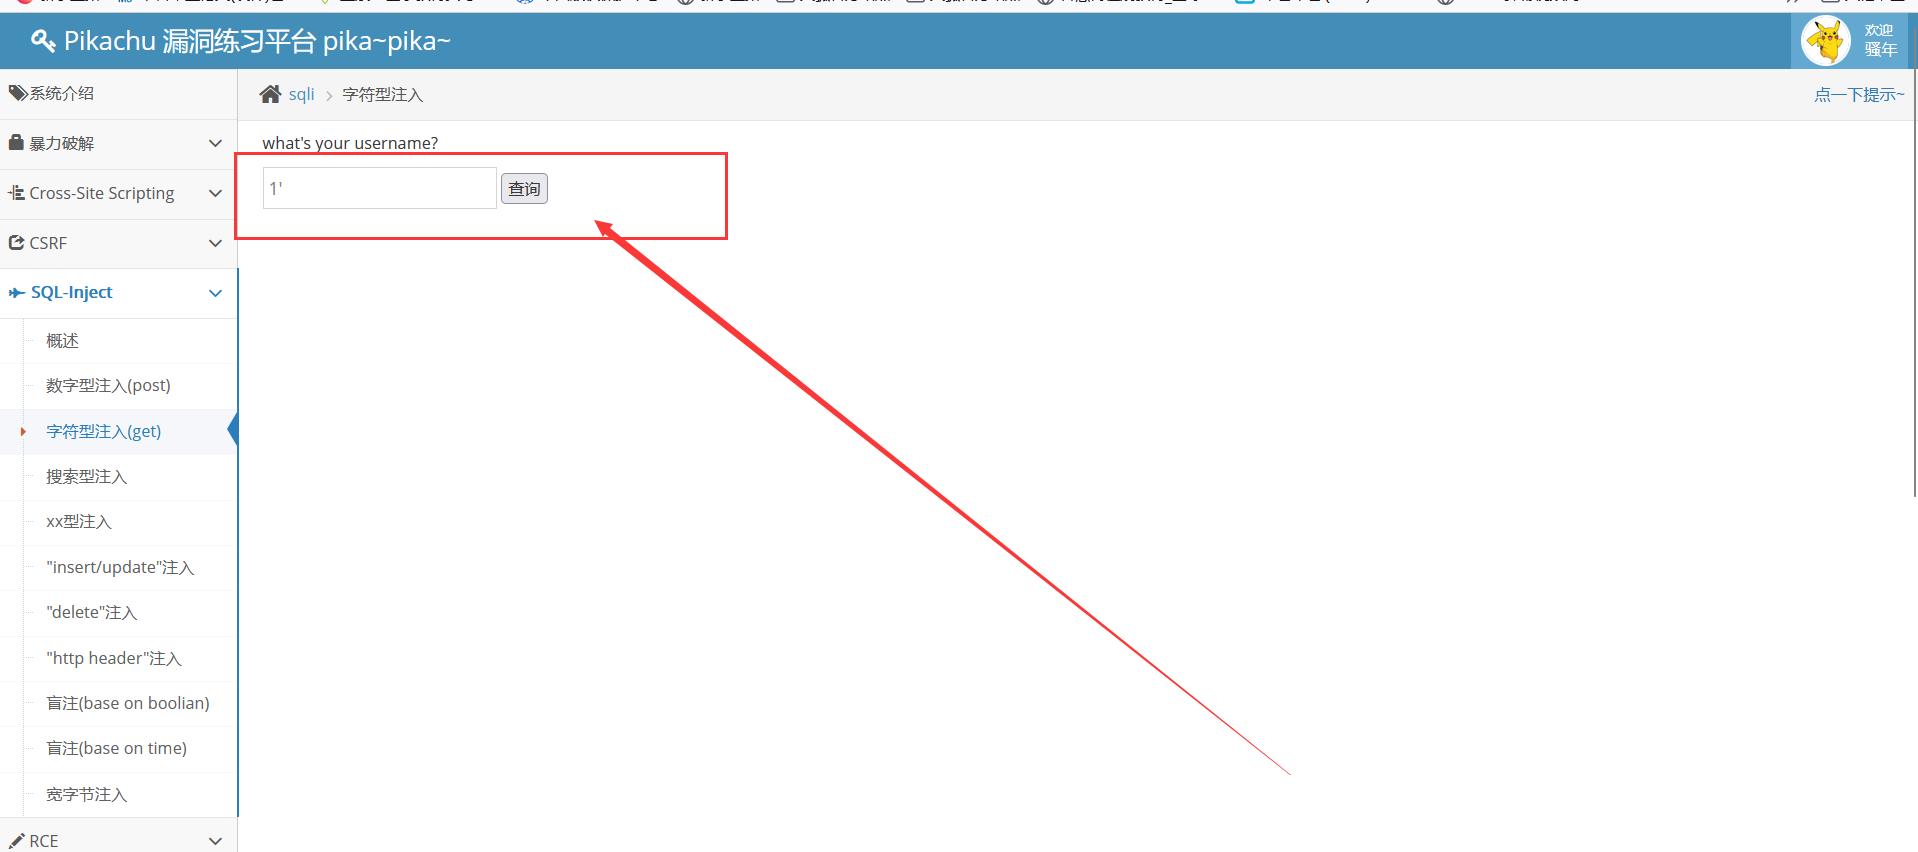 Pikachu 漏洞练习平台 pika~pika~
欢迎
骚年
系统介绍
暴力破解
Cross-Site Scripting
CSRF
SQL-Inject
概述
数字型注入(post)
字符型注入(get)
搜索型注入
xx型注入
"insert/update"注入
"delete"注入
"http header"注入
盲注(base on boolian)
盲注(base on time)
宽字节注入
RCE
sqli
字符型注入
点一下提示~
what's your username?
1'
查询